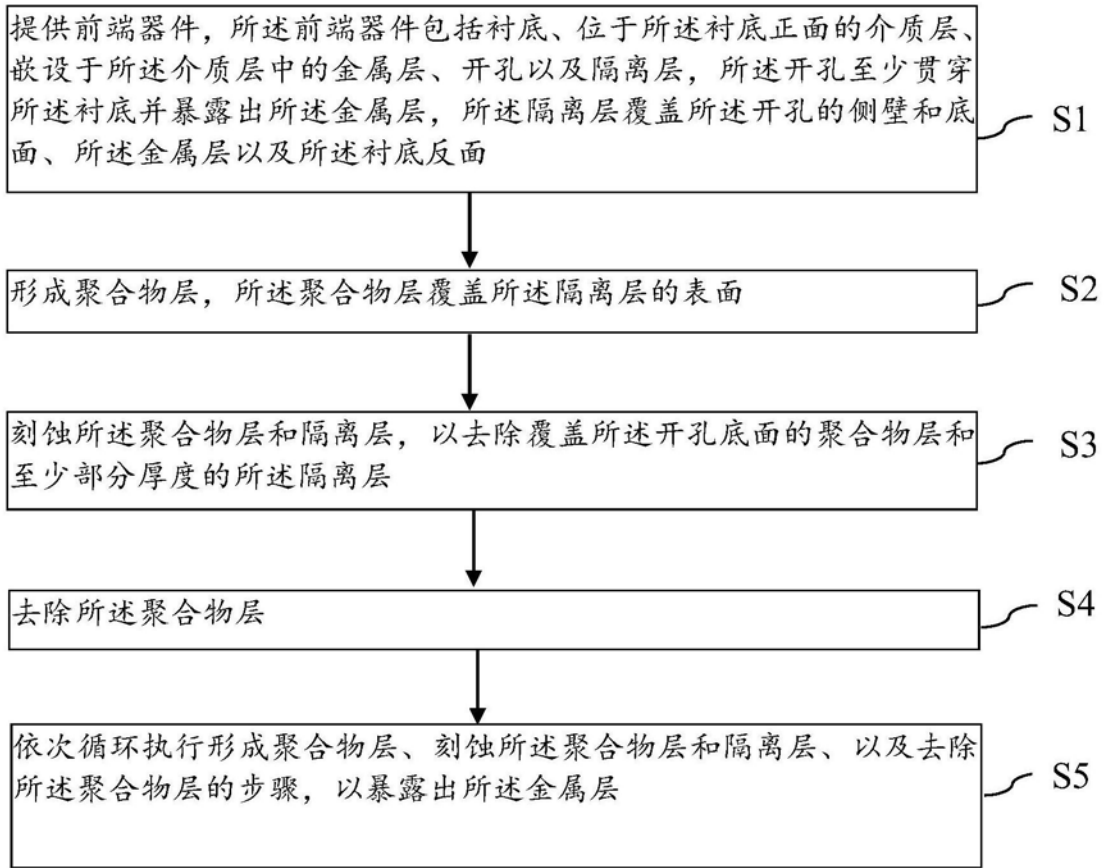 提供前端器件，所述前端器件包括衬底、位于所述衬底正面的介质层、
嵌设于所述介质层中的金属层、开孔以及隔离层，所述开孔至少贯穿
所述衬底并暴露出所述金属层，所述隔离层覆盖所述开孔的侧壁和底
面、所述金属层以及所述衬底反面
S1
形成聚合物层，所述聚合物层覆盖所述隔离层的表面
S2
刻蚀所述聚合物层和隔离层，以去除覆盖所述开孔底面的聚合物层和
至少部分厚度的所述隔离层
S3
去除所述聚合物层
S4
依次循环执行形成聚合物层、刻蚀所述聚合物层和隔离层、以及去除
所述聚合物层的步骤，以暴露出所述金属层
S5